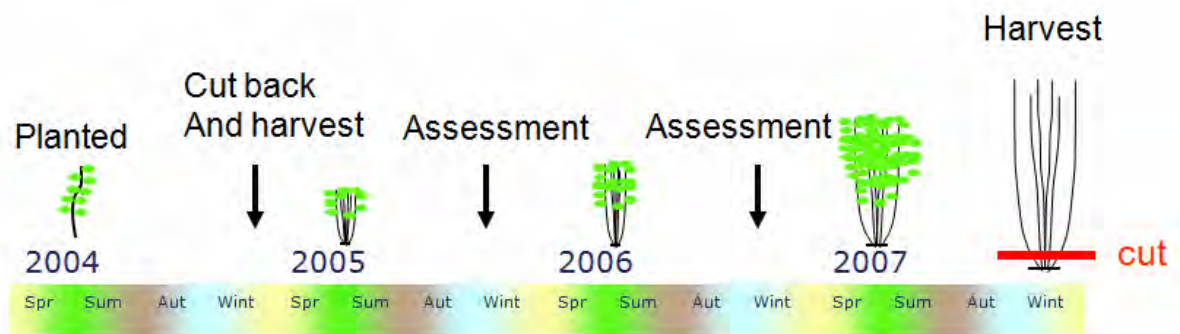 Harvest
Cut back
And harvest
Planted
Assessment
Assessment
2004
2005
2006
2007
cut
Spr Sum Aut Wint Spr Sum Aut Wint Spr Sum Aut Wint Spr Sum Aut Wint